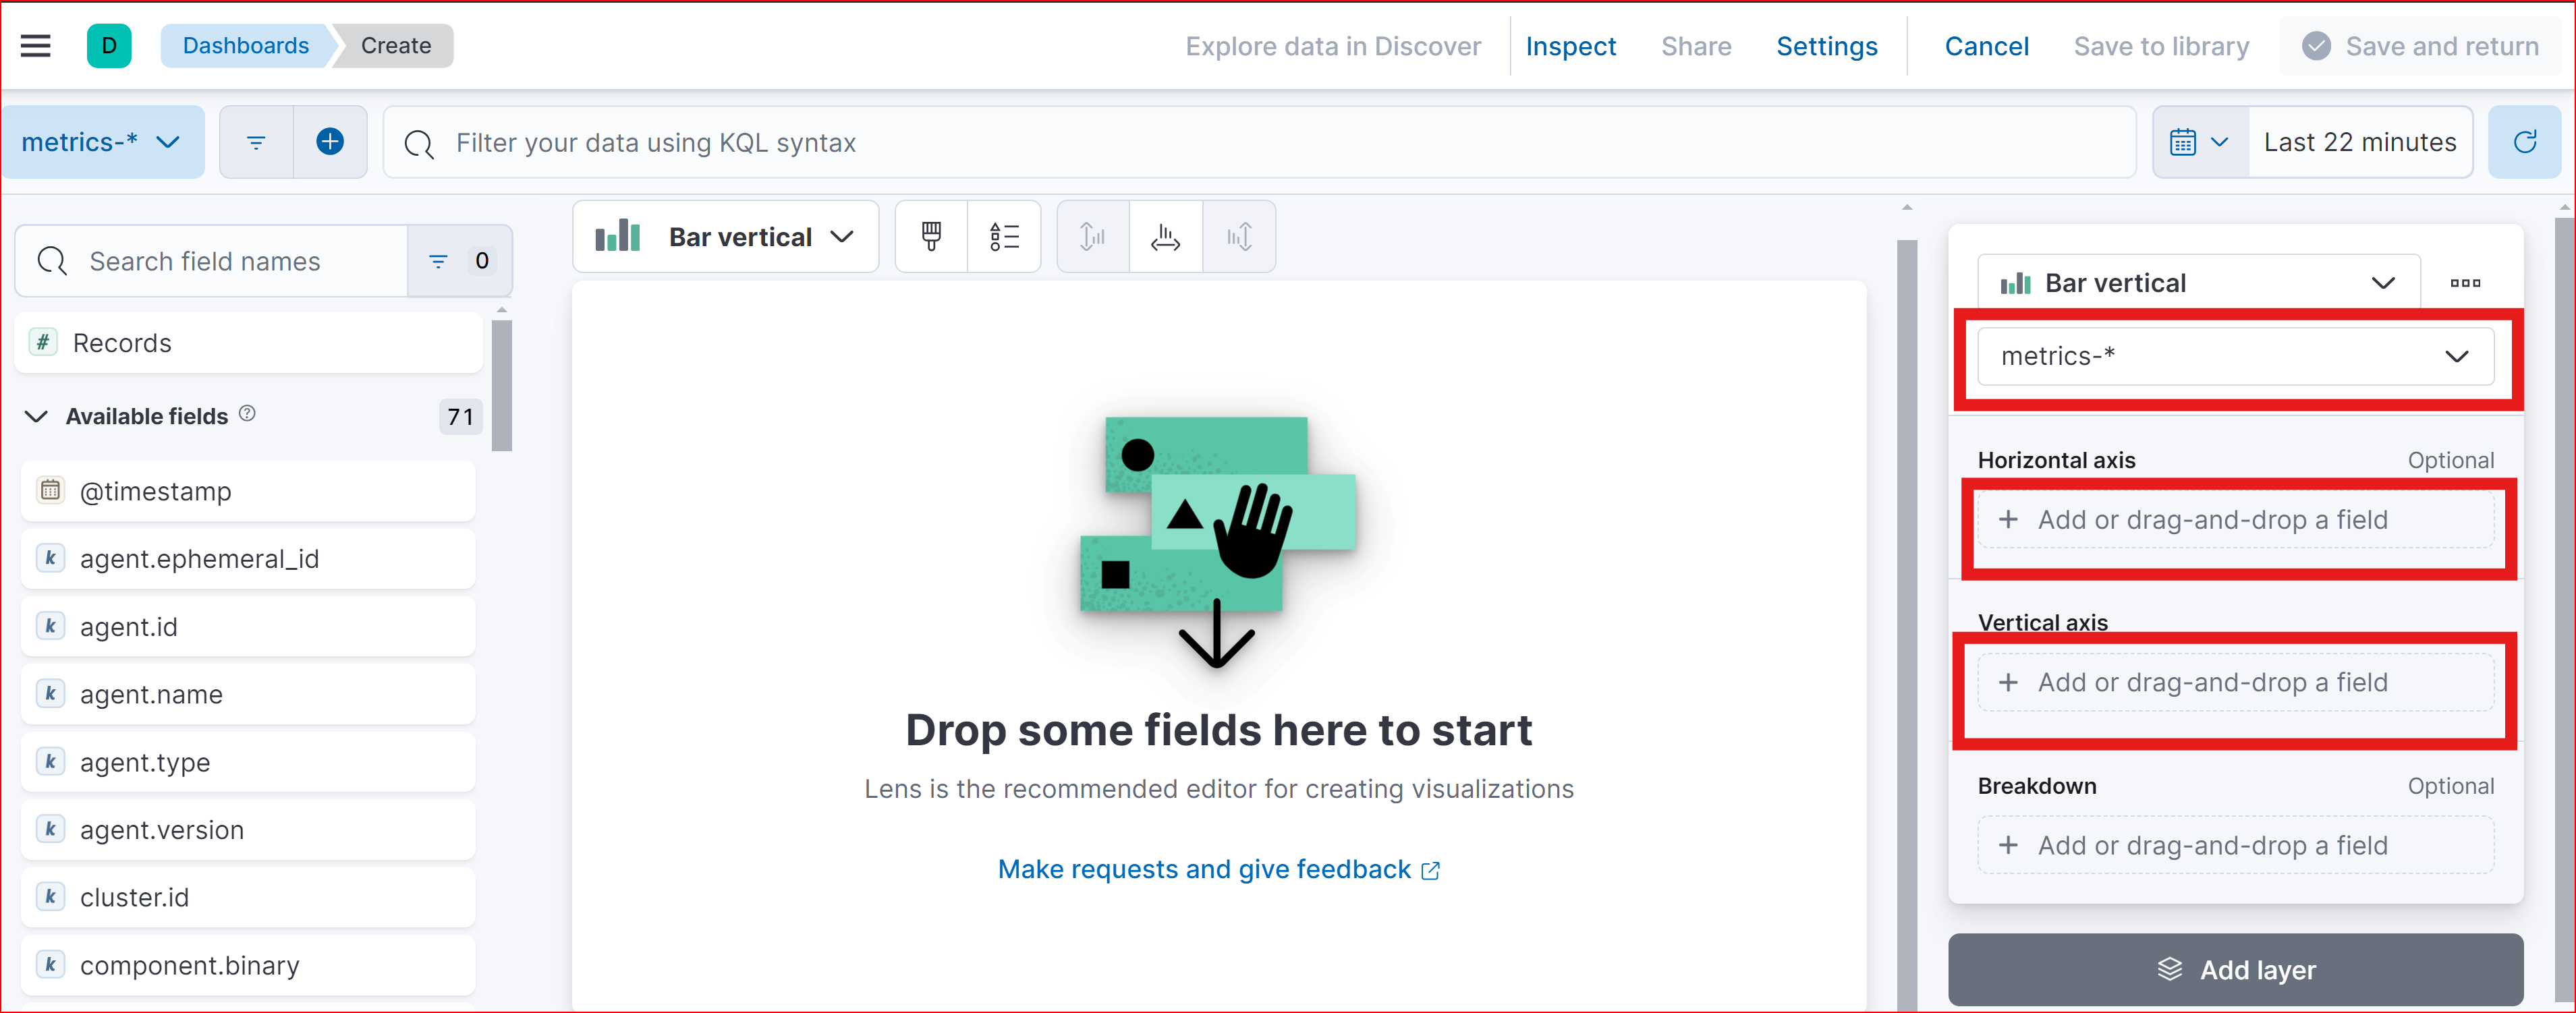 D
Dashboards
Create
Explore data in Discover
Inspect
Share
Settings
Cancel
Save to library
Save and return
metrics-*
Filter your data using KQL syntax
Last 22 minutes
Search field names
0
# Records
Available fields
71
@timestamp
k agent.ephemeral_id
k agent.id
k agent.name
k agent.type
k agent.version
k cluster.id
k component.binary
Bar vertical
Drop some fields here to start
Lens is the recommended editor for creating visualizations
Make requests and give feedback
Bar vertical
metrics-*
Horizontal axis
Optional
+ Add or drag-and-drop a field
Vertical axis
+ Add or drag-and-drop a field
Breakdown
Optional
+ Add or drag-and-drop a field
Add layer